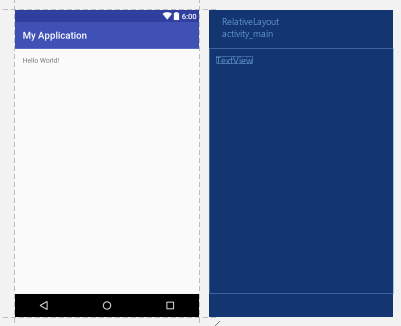 6:00
My Application
Hello World!
RelativeLayout
activity_main
TextView